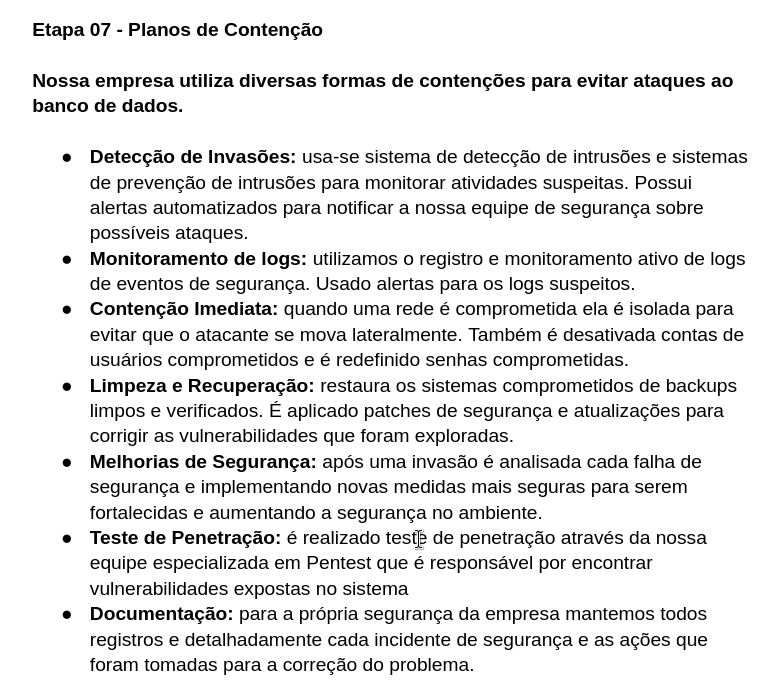 Etapa 07 - Planos de Contenção
Nossa empresa utiliza diversas formas de contenções para evitar ataques ao
banco de dados.
● Detecção de Invasões: usa-se sistema de detecção de intrusões e sistemas
de prevenção de intrusões para monitorar atividades suspeitas. Possui
alertas automatizados para notificar a nossa equipe de segurança sobre
possíveis ataques.
● Monitoramento de logs: utilizamos o registro e monitoramento ativo de logs
de eventos de segurança. Usado alertas para os logs suspeitos.
● Contenção Imediata: quando uma rede é comprometida ela é isolada para
evitar que o atacante se mova lateralmente. Também é desativada contas de
usuários comprometidos e é redefinido senhas comprometidas.
● Limpeza e Recuperação: restaura os sistemas comprometidos de backups
limpos e verificados. É aplicado patches de segurança e atualizações para
corrigir as vulnerabilidades que foram exploradas.
● Melhorias de Segurança: após uma invasão é analisada cada falha de
segurança e implementando novas medidas mais seguras para serem
fortalecidas e aumentando a segurança no ambiente.
● Teste de Penetração: é realizado teste de penetração através da nossa
equipe especializada em Pentest que é responsável por encontrar
vulnerabilidades expostas no sistema
● Documentação: para a própria segurança da empresa mantemos todos
registros e detalhadamente cada incidente de segurança e as ações que
foram tomadas para a correção do problema.